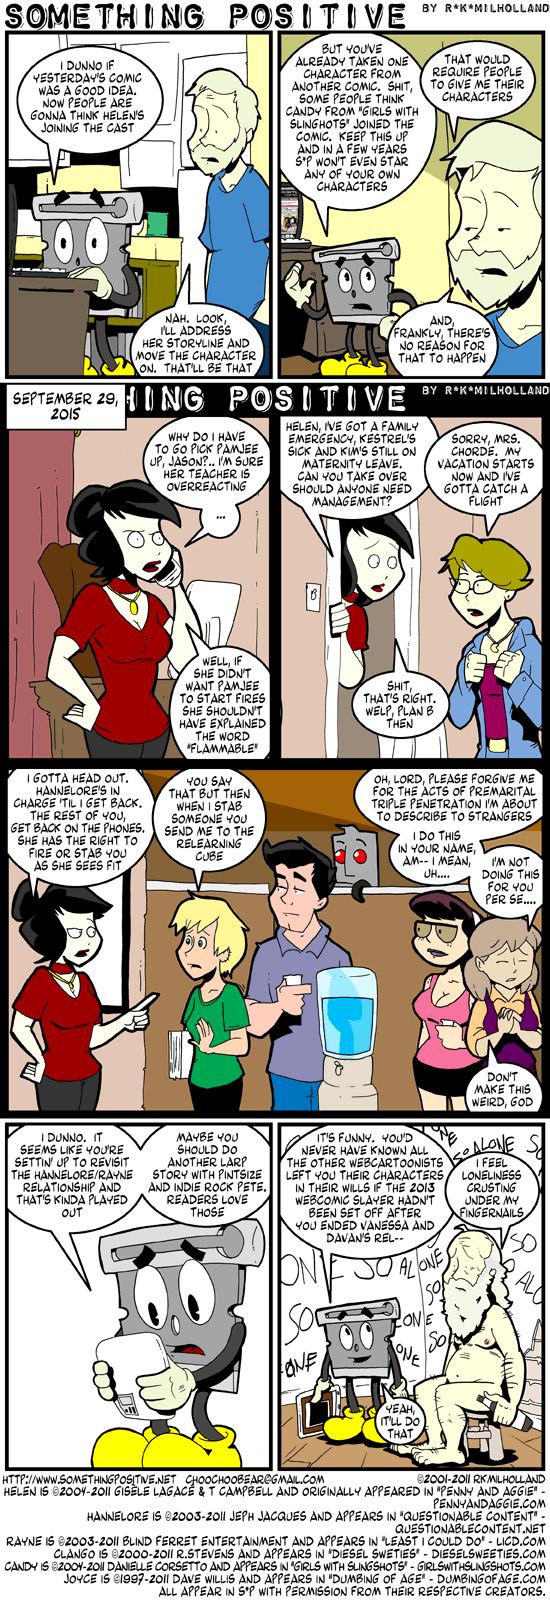 SOMETHING POSITIVE
BY R*K*MILHOLLAND
I DUNNO IF
YESTERDAY'S COMIC
WAS A GOOD IDEA.
NOW PEOPLE ARE
GONNA THINK HELEN'S
JOINING THE CAST
NAH. LOOK,
I'LL ADDRESS
HER STORYLINE AND
MOVE THE CHARACTER
ON. THAT'LL BE THAT
BUT YOU'VE
ALREADY TAKEN ONE
CHARACTER FROM
ANOTHER COMIC. SHIT,
SOME PEOPLE THINK
CANDY FROM "GIRLS WITH
SLINGHOTS" JOINED THE
COMIC. KEEP THIS UP
AND IN A FEW YEARS
S*P WON'T EVEN STAR
ANY OF YOUR OWN
CHARACTERS
THAT WOULD
REQUIRE PEOPLE
TO GIVE ME THEIR
CHARACTERS
AND,
FRANKLY, THERE'S
NO REASON FOR
THAT TO HAPPEN
SEPTEMBER 29,
2015
HING POSITIVE
BY R*K*MILHOLLAND
WHY DO I HAVE
TO GO PICK PAMJEE
UP, JASON?.. I'M SURE
HER TEACHER IS
OVERREACTING
...
WELL, IF
SHE DIDN'T
WANT PAMJEE
TO START FIRES
SHE SHOULDN'T
HAVE EXPLAINED
THE WORD
"FLAMMABLE"
HELEN, I'VE GOT A FAMILY
EMERGENCY, KESTREL'S
SICK AND KIM'S STILL ON
MATERNITY LEAVE.
CAN YOU TAKE OVER
SHOULD ANYONE NEED
MANAGEMENT?
SORRY, MRS.
CHORDE. MY
VACATION STARTS
NOW AND I'VE
GOTTA CATCH A
FLIGHT
SHIT,
THAT'S RIGHT.
WELP, PLAN B
THEN
I GOTTA HEAD OUT.
HANNELORE'S IN
CHARGE 'TIL I GET BACK.
THE REST OF YOU,
GET BACK ON THE PHONES.
SHE HAS THE RIGHT TO
FIRE OR STAB YOU
AS SHE SEES FIT
YOU SAY
THAT BUT THEN
WHEN I STAB
SOMEONE YOU
SEND ME TO THE
RELEARNING
CUBE
OH, LORD, PLEASE FORGIVE ME
FOR THE ACTS OF PREMARITAL
TRIPLE PENETRATION I'M ABOUT
TO DESCRIBE TO STRANGERS
I DO THIS
IN YOUR NAME,
AM-- I MEAN,
UH....
I'M NOT
DOING THIS
FOR YOU
PER SE....
DON'T
MAKE THIS
WEIRD, GOD
I DUNNO. IT
SEEMS LIKE YOU'RE
SETTIN' UP TO REVISIT
THE HANNELORE/RAYNE
RELATIONSHIP AND
THAT'S KINDA PLAYED
OUT
MAYBE YOU
SHOULD DO
ANOTHER LARP
STORY WITH PINTSIZE
AND INDIE ROCK PETE.
READERS LOVE
THOSE
IT'S FUNNY. YOU'D
NEVER HAVE KNOWN ALL
THE OTHER WEBCARTOONISTS
LEFT YOU THEIR CHARACTERS
IN THEIR WILLS IF THE 2013
WEBCOMIC SLAYER HADN'T
BEEN SET OFF AFTER
YOU ENDED VANESSA AND
DAVAN'S REL--
I FEEL
LONELINESS
CRUSTING
UNDER MY
FINGERNAILS
YEAH,
IT'LL DO
THAT
ONE
SO ALONE SO
SO
ONE SO ALONE
SO
ONE
SO
ONE
ONE
HTTP://WWW.SOMETHINGPOSITIVE.NET CHOOCHOOBEAR@GMAIL.COM
©2001-2011 RKMILHOLLAND
HELEN IS ©2004-2011 GISELE LAGACE & T CAMPBELL AND ORIGINALLY APPEARED IN "PENNY AND AGGIE" -
PENNYANDAGGIE.COM
HANNELORE IS ©2003-2011 JEPH JACQUES AND APPEARS IN "QUESTIONABLE CONTENT" -
QUESTIONABLECONTENT.NET
RAYNE IS ©2003-2011 BLIND FERRET ENTERTAINMENT AND APPEARS IN "LEAST I COULD DO" - LICD.COM
CLANGO IS ©2000-2011 R.STEVENS AND APPEARS IN "DIESEL SWEETIES" - DIESELSWEETIES.COM
CANDY IS ©2004-2011 DANIELLE CORSETTO AND APPEARS IN "GIRLS WITH SLINGSHOTS" - GIRLSWITHSLINGSHOTS.COM
JOYCE IS ©1997-2011 DAVE WILLIS AND APPEARS IN "DUMBING OF AGE" - DUMBINGOFAGE.COM
ALL APPEAR IN S*P WITH PERMISSION FROM THEIR RESPECTIVE CREATORS.